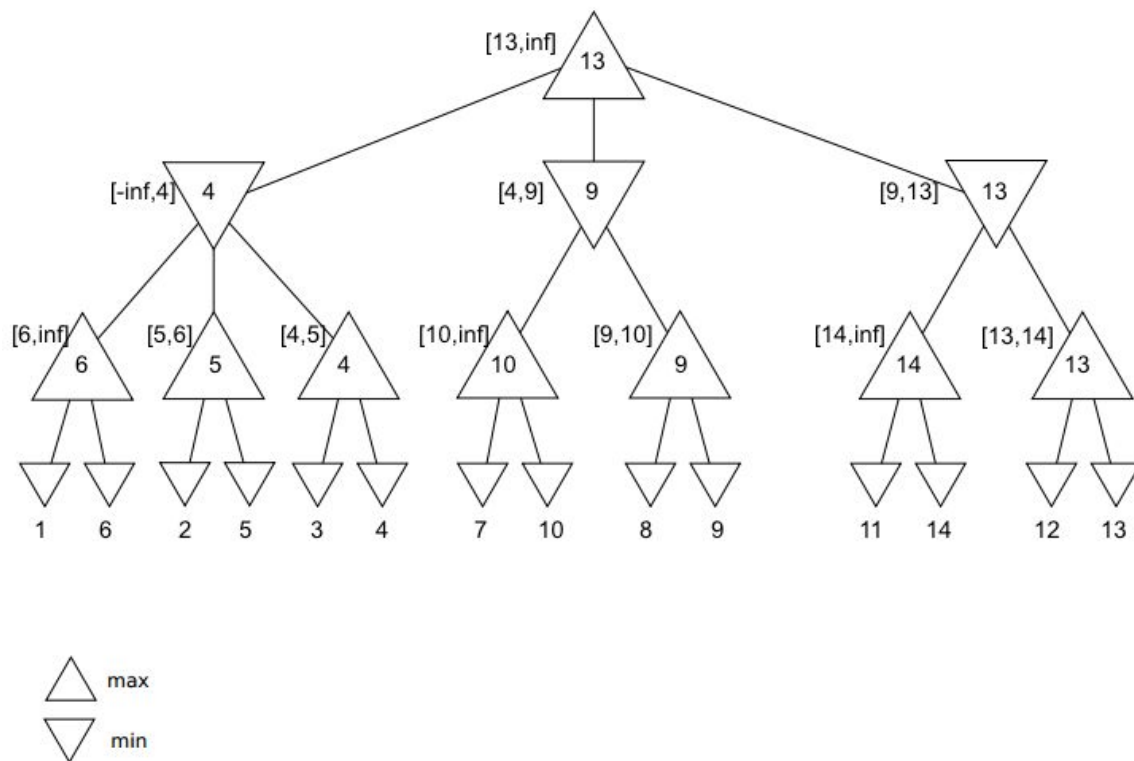 [13,inf]
13
[-inf,4]
4
[4,9]
9
[9,13]
13
[6,inf]
6
[5,6]
5
[4,5]
4
[10,inf]
10
[9,10]
9
[14,inf]
14
[13,14]
13
1 6 2 5 3 4 7 10 8 9 11 14 12 13
max
min